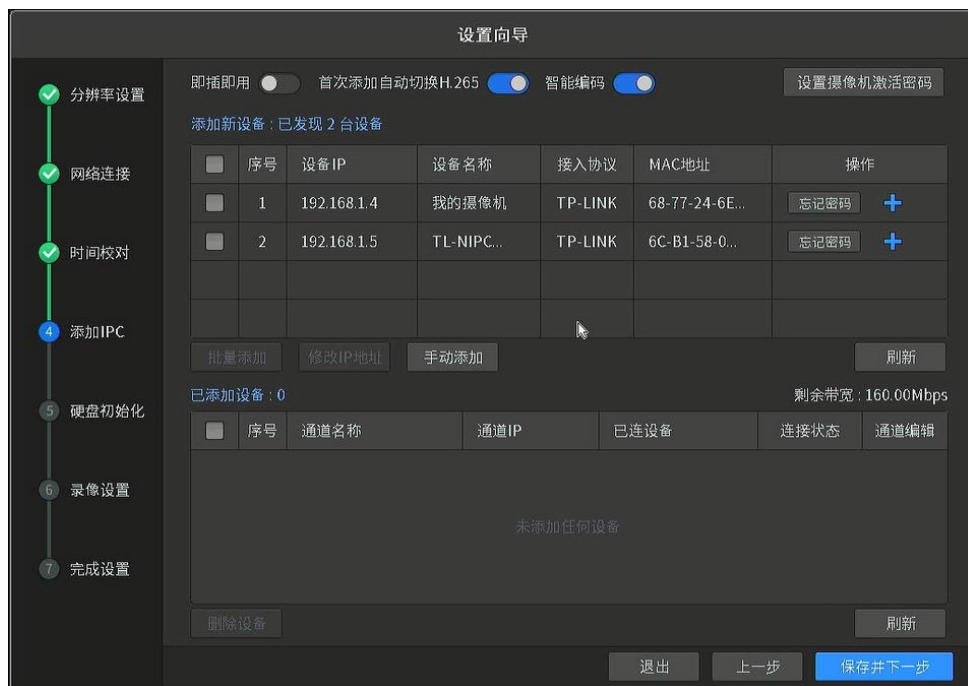 设置向导
分辨率设置
网络连接
时间校对
4 添加IPC
5 硬盘初始化
6 录像设置
7 完成设置
即插即用 首次添加自动切换H.265 智能编码 设置摄像机激活密码
添加新设备 : 已发现 2 台设备
序号 设备IP 设备名称 接入协议 MAC地址 操作
1 192.168.1.4 我的摄像机 TP-LINK 68-77-24-6E... 忘记密码
2 192.168.1.5 TL-NIPC... TP-LINK 6C-B1-58-0... 忘记密码
批量添加 修改IP地址 手动添加 刷新
已添加设备 : 0 剩余带宽 : 160.00Mbps
序号 通道名称 通道IP 已连设备 连接状态 通道编辑
未添加任何设备
删除设备 刷新
退出 上一步 保存并下一步